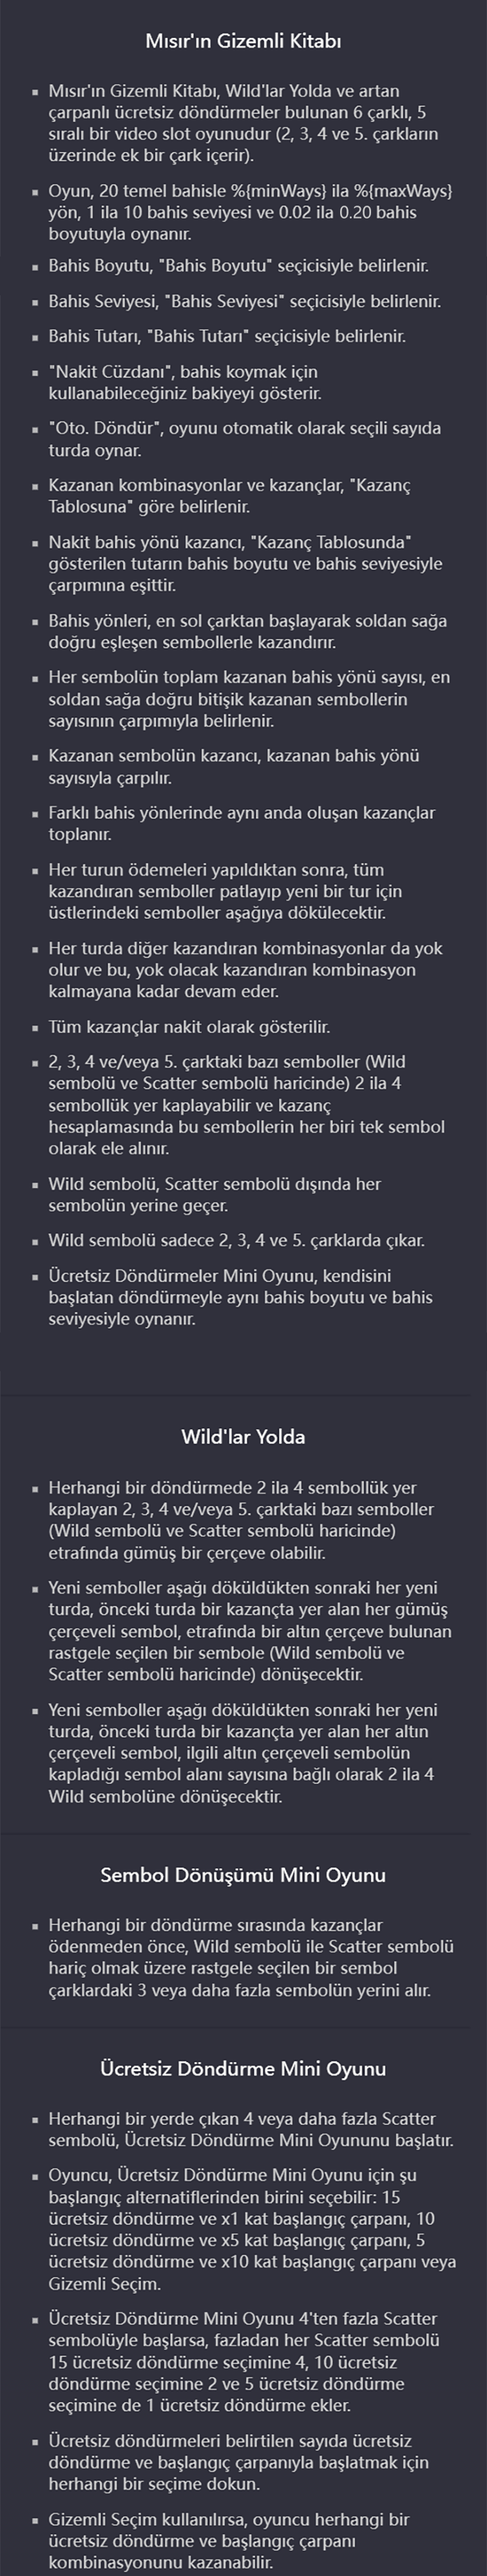 Mısır'ın Gizemli Kitabı
▪ Mısır'ın Gizemli Kitabı, Wild'lar Yolda ve artan
çarpanlı ücretsiz döndürmeler bulunan 6 çarklı, 5
sıralı bir video slot oyunudur (2, 3, 4 ve 5. çarkların
üzerinde ek bir çark içerir).
▪ Oyun, 20 temel bahisle %{minWays} ila %{maxWays}
yön, 1 ila 10 bahis seviyesi ve 0.02 ila 0.20 bahis
boyutuyla oynanır.
▪ Bahis Boyutu, "Bahis Boyutu" seçicisiyle belirlenir.
▪ Bahis Seviyesi, "Bahis Seviyesi" seçicisiyle belirlenir.
▪ Bahis Tutarı, "Bahis Tutarı" seçicisiyle belirlenir.
▪ "Nakit Cüzdanı", bahis koymak için
kullanabileceğiniz bakiyeyi gösterir.
▪ "Oto. Döndür", oyunu otomatik olarak seçili sayıda
turda oynar.
▪ Kazanan kombinasyonlar ve kazançlar, "Kazanç
Tablosuna" göre belirlenir.
▪ Nakit bahis yönü kazancı, "Kazanç Tablosunda"
gösterilen tutarın bahis boyutu ve bahis seviyesiyle
çarpımına eşittir.
▪ Bahis yönleri, en sol çarktan başlayarak soldan sağa
doğru eşleşen sembollerle kazandırır.
▪ Her sembolün toplam kazanan bahis yönü sayısı, en
soldan sağa doğru bitişik kazanan sembollerin
sayısının çarpımıyla belirlenir.
▪ Kazanan sembolün kazancı, kazanan bahis yönü
sayısıyla çarpılır.
▪ Farklı bahis yönlerinde aynı anda oluşan kazançlar
toplanır.
▪ Her turun ödemeleri yapıldıktan sonra, tüm
kazandıran semboller patlayıp yeni bir tur için
üstlerindeki semboller aşağıya dökülecektir.
▪ Her turda diğer kazandıran kombinasyonlar da yok
olur ve bu, yok olacak kazandıran kombinasyon
kalmayana kadar devam eder.
▪ Tüm kazançlar nakit olarak gösterilir.
▪ 2, 3, 4 ve/veya 5. çarktaki bazı semboller (Wild
sembolü ve Scatter sembolü haricinde) 2 ila 4
sembollük yer kaplayabilir ve kazanç
hesaplamasında bu sembollerin her biri tek sembol
olarak ele alınır.
▪ Wild sembolü, Scatter sembolü dışında her
sembolün yerine geçer.
▪ Wild sembolü sadece 2, 3, 4 ve 5. çarklarda çıkar.
▪ Ücretsiz Döndürmeler Mini Oyunu, kendisini
başlatan döndürmeyle aynı bahis boyutu ve bahis
seviyesiyle oynanır.
Wild'lar Yolda
▪ Herhangi bir döndürmede 2 ila 4 sembollük yer
kaplayan 2, 3, 4 ve/veya 5. çarktaki bazı semboller
(Wild sembolü ve Scatter sembolü haricinde)
etrafında gümüş bir çerçeve olabilir.
▪ Yeni semboller aşağı döküldükten sonraki her yeni
turda, önceki turda bir kazançta yer alan her gümüş
çerçeveli sembol, etrafında bir altın çerçeve bulunan
rastgele seçilen bir sembole (Wild sembolü ve
Scatter sembolü haricinde) dönüşecektir.
▪ Yeni semboller aşağı döküldükten sonraki her yeni
turda, önceki turda bir kazançta yer alan her altın
çerçeveli sembol, ilgili altın çerçeveli sembolün
kapladığı sembol alanı sayısına bağlı olarak 2 ila 4
Wild sembolüne dönüşecektir.
Sembol Dönüşümü Mini Oyunu
▪ Herhangi bir döndürme sırasında kazançlar
ödenmeden önce, Wild sembolü ile Scatter sembolü
hariç olmak üzere rastgele seçilen bir sembol
çarklardaki 3 veya daha fazla sembolün yerini alır.
Ücretsiz Döndürme Mini Oyunu
▪ Herhangi bir yerde çıkan 4 veya daha fazla Scatter
sembolü, Ücretsiz Döndürme Mini Oyununu başlatır.
▪ Oyuncu, Ücretsiz Döndürme Mini Oyunu için şu
başlangıç alternatiflerinden birini seçebilir: 15
ücretsiz döndürme ve x1 kat başlangıç çarpanı, 10
ücretsiz döndürme ve x5 kat başlangıç çarpanı, 5
ücretsiz döndürme ve x10 kat başlangıç çarpanı veya
Gizemli Seçim.
▪ Ücretsiz Döndürme Mini Oyunu 4'ten fazla Scatter
sembolüyle başlarsa, fazladan her Scatter sembolü
15 ücretsiz döndürme seçimine 4, 10 ücretsiz
döndürme seçimine 2 ve 5 ücretsiz döndürme
seçimine de 1 ücretsiz döndürme ekler.
▪ Ücretsiz döndürmeleri belirtilen sayıda ücretsiz
döndürme ve başlangıç çarpanıyla başlatmak için
herhangi bir seçime dokun.
▪ Gizemli Seçim kullanılırsa, oyuncu herhangi bir
ücretsiz döndürme ve başlangıç çarpanı
kombinasyonunu kazanabilir.